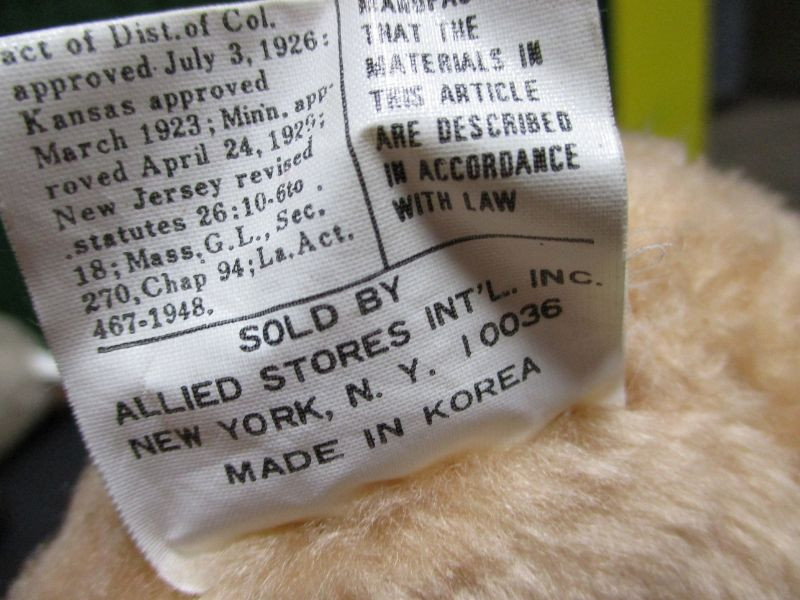 act of Dist.of Col.
approved July 3, 1926:
Kansas approved
March 1923; Minn. app-
roved April 24, 1929;
New Jersey revised
statutes 26:10-6to
18; Mass,G.L., Sec.
270, Chap 94; La. Act.
467-1948.
THAT THE
MATERIALS IN
THIS ARTICLE
ARE DESCRIBED
IN ACCORDANCE
WITH LAW
SOLD BY
ALLIED STORES INT'L. INC.
NEW YORK, N. Y. 10036
MADE IN KOREA